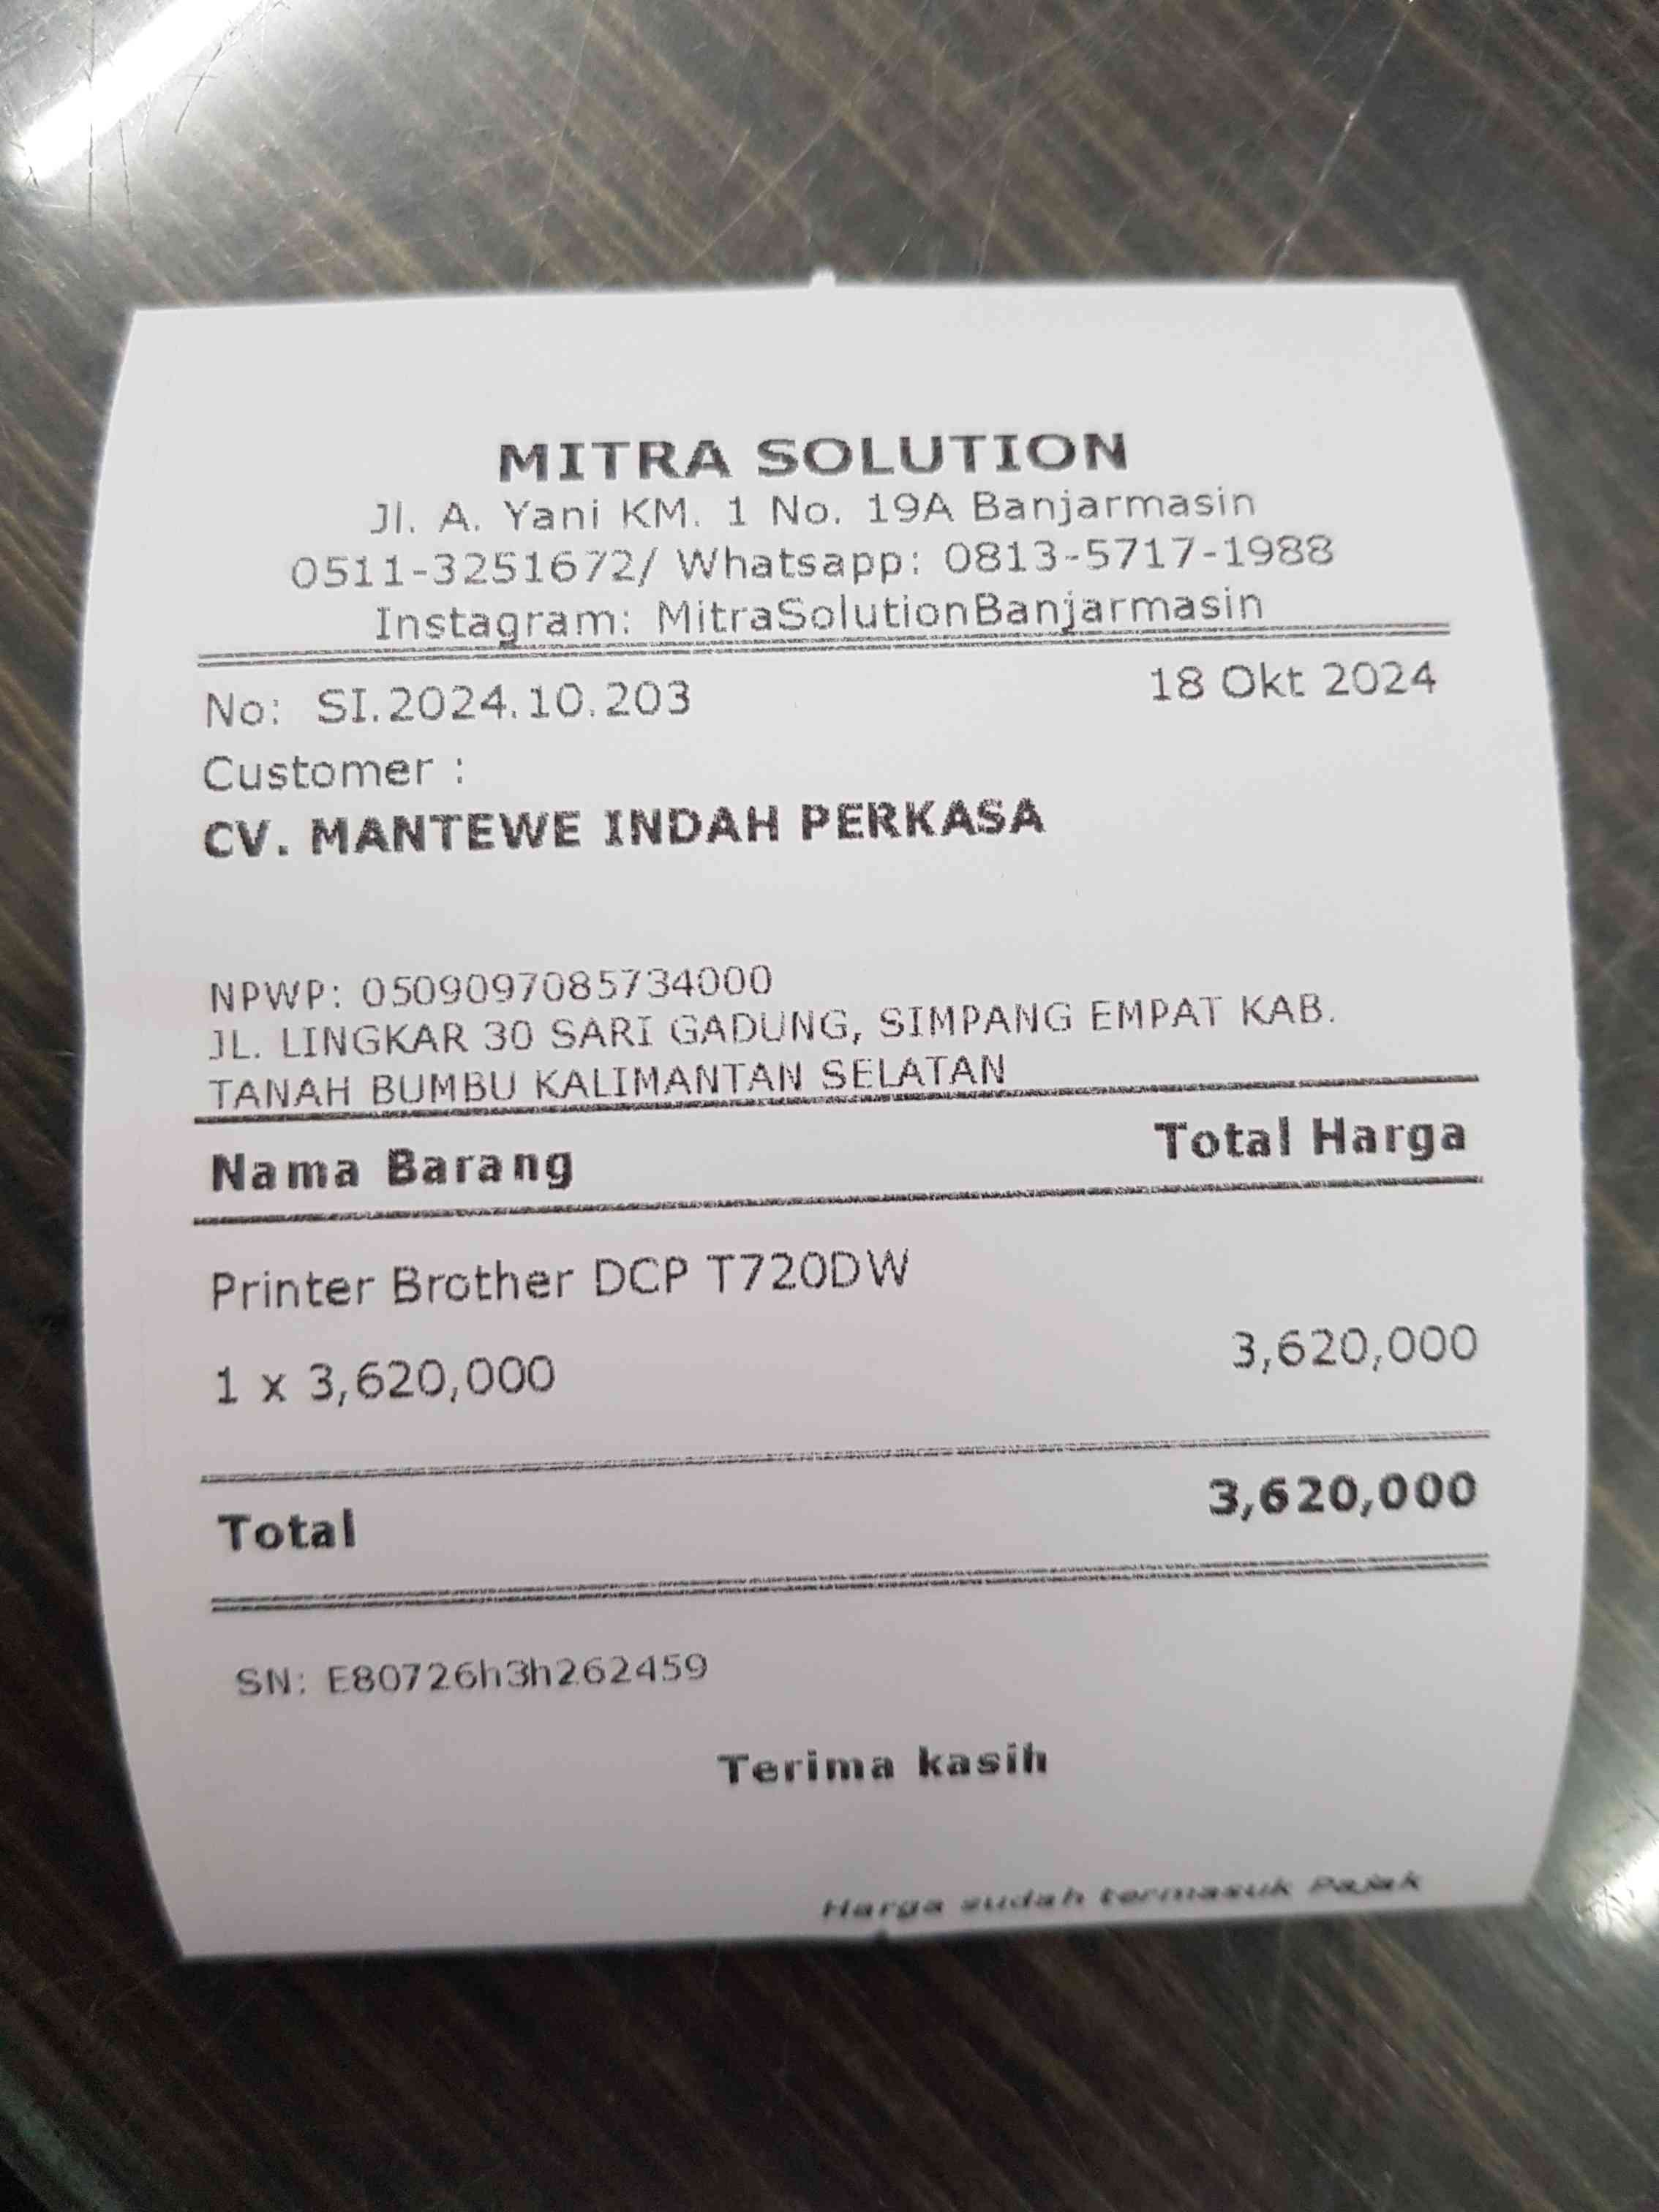 MITRA SOLUTION
Jl. A. Yani KM. 1 No. 19A Banjarmasin
0511-3251672/ Whatsapp: 0813-5717-1988
Instagram: MitraSolutionBanjarmasin
No: SI.2024.10.203 18 Okt 2024
Customer :
CV. MANTEWE INDAH PERKASA
NPWP: 0509097085734000
JL. LINGKAR 30 SARI GADUNG, SIMPANG EMPAT KAB.
TANAH BUMBU KALIMANTAN SELATAN
Nama Barang Total Harga
Printer Brother DCP T720DW
1 x 3,620,000 3,620,000
Total 3,620,000
SN: E80726h3h262459
Terima kasih
Harga sudah termasuk Pajak